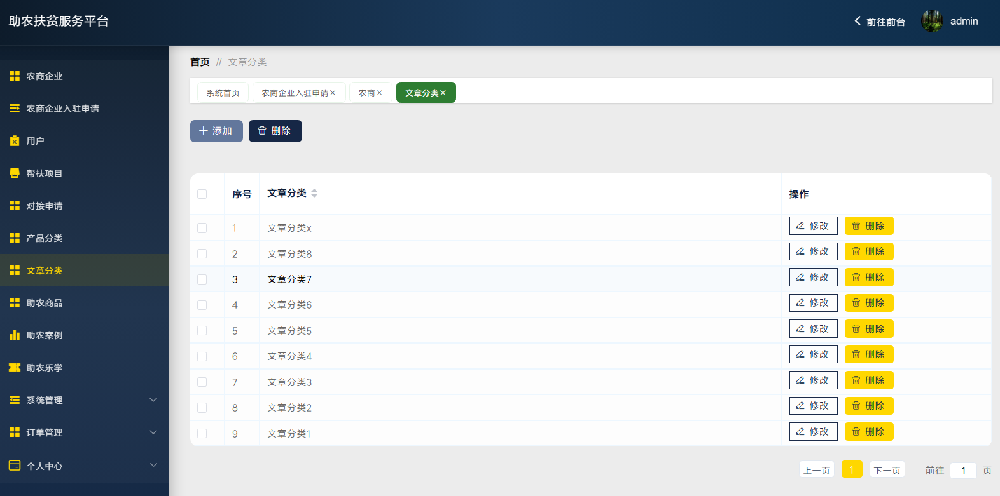 助农扶贫服务平台
前往前台
admin
农商企业
农商企业入驻申请
用户
帮扶项目
对接申请
产品分类
文章分类
助农商品
助农案例
助农乐学
系统管理
订单管理
个人中心
首页 // 文章分类
系统首页 农商企业入驻申请× 农商× 文章分类×
添加 删除
序号 文章分类 操作
1 文章分类x 修改 删除
2 文章分类8 修改 删除
3 文章分类7 修改 删除
4 文章分类6 修改 删除
5 文章分类5 修改 删除
6 文章分类4 修改 删除
7 文章分类3 修改 删除
8 文章分类2 修改 删除
9 文章分类1 修改 删除
上一页 1 下一页 前往 1 页